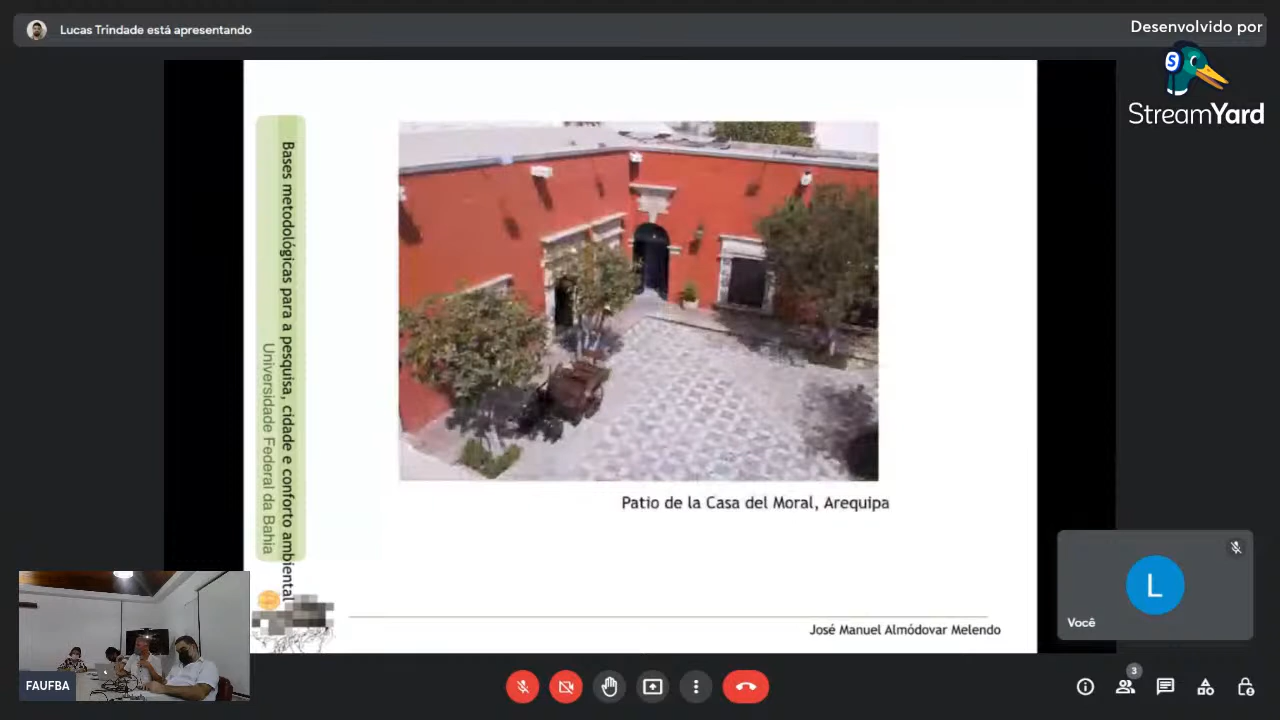 Lucas Trindade está apresentando
Desenvolvido por
StreamYard
Bases metodológicas para a pesquisa, cidade e conforto ambiental
Universidade Federal da Bahia
Patio de la Casa del Moral, Arequipa
José Manuel Almódovar Melendo
L
Você
FAUFBA
3